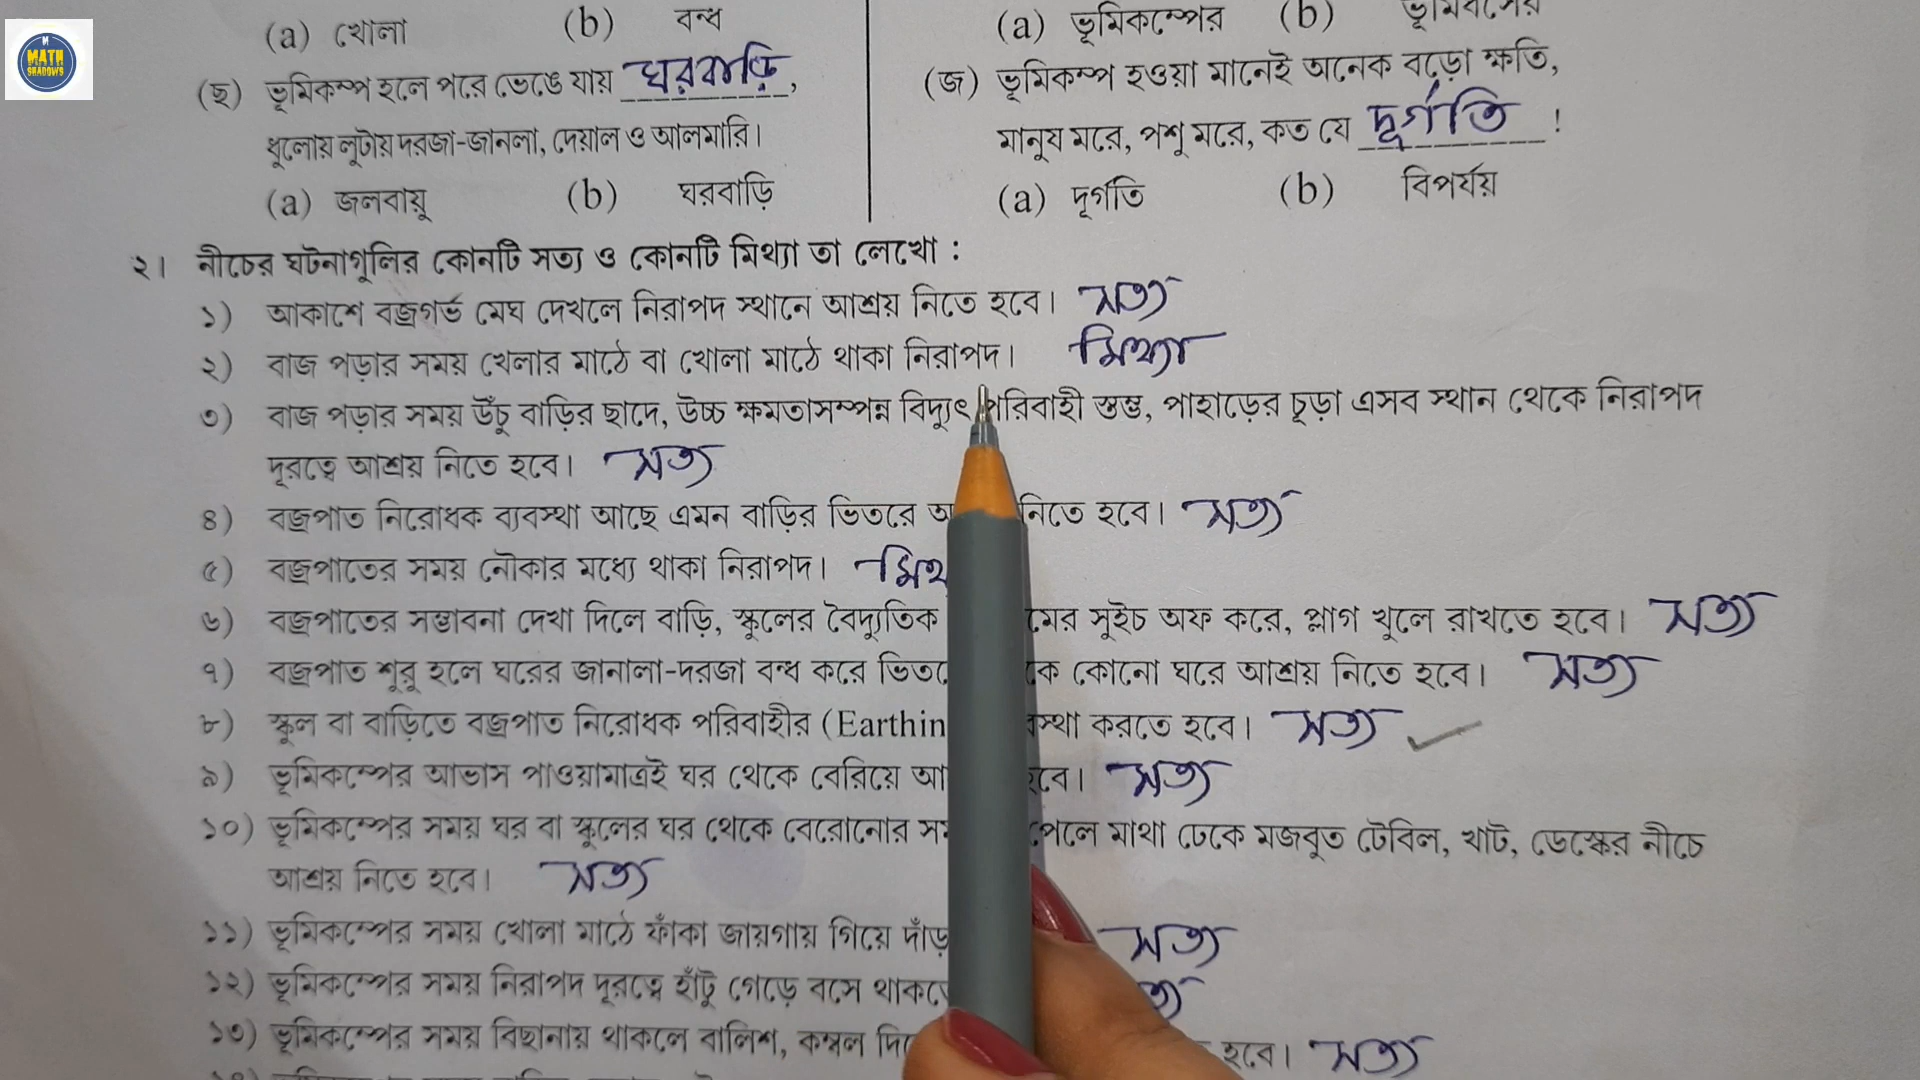 MATH
SHADOWS
(a) খোলা (b) বন্ধ
(a) ভূমিকম্পের (b)
(ছ) ভূমিকম্প হলে পরে ভেঙে যায় ঘরবাড়ি,
ধুলোয় লুটায় দরজা-জানলা, দেয়াল ও আলমারি।
(a) জলবায়ু (b) ঘরবাড়ি
(জ) ভূমিকম্প হওয়া মানেই অনেক বড়ো ক্ষতি,
মানুষ মরে, পশু মরে, কত যে দূর্গতি !
(a) দূর্গতি (b) বিপর্যয়
২। নীচের ঘটনাগুলির কোনটি সত্য ও কোনটি মিথ্যা তা লেখো :
১) আকাশে বজ্রগর্ভ মেঘ দেখলে নিরাপদ স্থানে আশ্রয় নিতে হবে। সত্য
২) বাজ পড়ার সময় খেলার মাঠে বা খোলা মাঠে থাকা নিরাপদ। মিথ্যা
৩) বাজ পড়ার সময় উঁচু বাড়ির ছাদে, উচ্চ ক্ষমতাসম্পন্ন বিদ্যুৎ পরিবাহী স্তম্ভ, পাহাড়ের চূড়া এসব স্থান থেকে নিরাপদ
দূরত্বে আশ্রয় নিতে হবে। সত্য
৪) বজ্রপাত নিরোধক ব্যবস্থা আছে এমন বাড়ির ভিতরে নিতে হবে। সত্য
৫) বজ্রপাতের সময় নৌকার মধ্যে থাকা নিরাপদ।
৬) বজ্রপাতের সম্ভাবনা দেখা দিলে বাড়ি, স্কুলের বৈদ্যুতিক সুইচ অফ করে, প্লাগ খুলে রাখতে হবে। সত্য
৭) বজ্রপাত শুরু হলে ঘরের জানালা-দরজা বন্ধ করে কোনো ঘরে আশ্রয় নিতে হবে। সত্য
৮) স্কুল বা বাড়িতে বজ্রপাত নিরোধক পরিবাহীর (Earthin করতে হবে। সত্য
৯) ভূমিকম্পের আভাস পাওয়ামাত্রই ঘর থেকে বেরিয়ে হবে। সত্য
১০) ভূমিকম্পের সময় ঘর বা স্কুলের ঘর থেকে বেরোনোর পেলে মাথা ঢেকে মজবুত টেবিল, খাট, ডেস্কের নীচে
আশ্রয় নিতে হবে। সত্য
১১) ভূমিকম্পের সময় খোলা মাঠে ফাঁকা জায়গায় গিয়ে সত্য
১২) ভূমিকম্পের সময় নিরাপদ দূরত্বে হাঁটু গেড়ে বসে
১৩) ভূমিকম্পের সময় বিছানায় থাকলে বালিশ, কম্বল হবে। সত্য